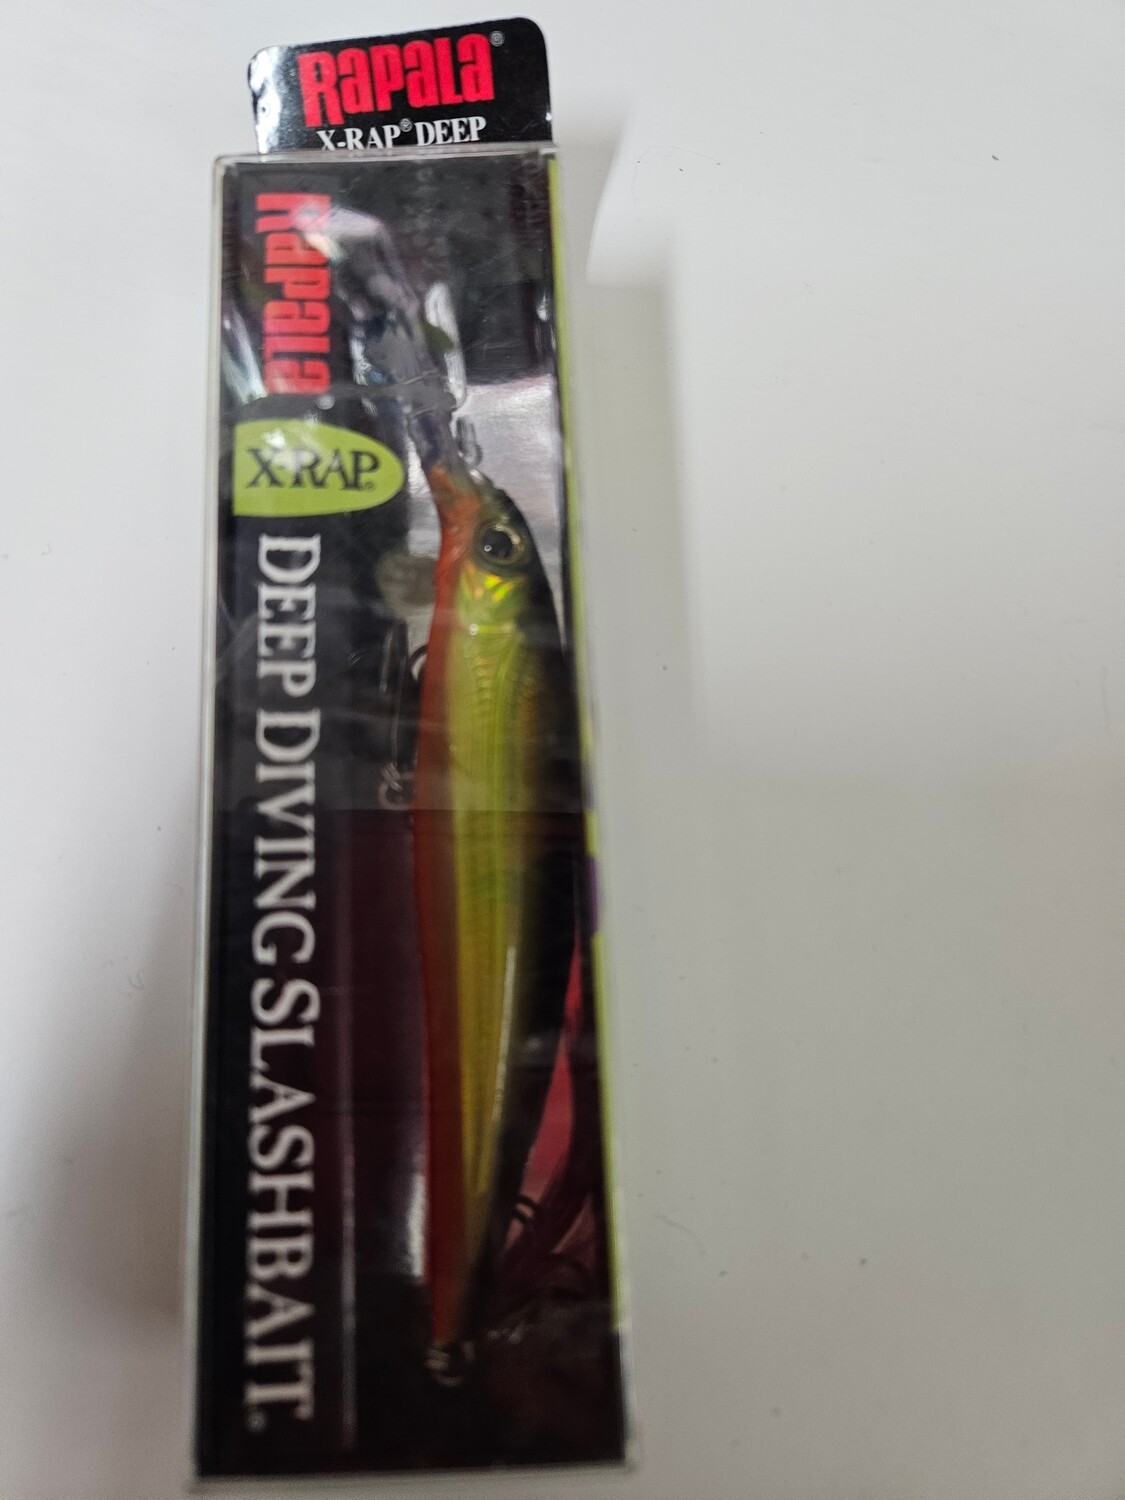 RAPALA®
X-RAP® DEEP
RAPALA®
X-RAP®
DEEP DIVING SLASHBAIT®